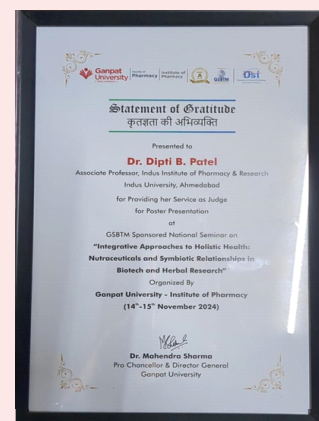 Ganpat University
Institute of Pharmacy
GSBTM
DST
Statement of Gratitude
कृतज्ञता की अभिव्यक्ति
Presented to
Dr. Dipti B. Patel
Associate Professor, Indus Institute of Pharmacy & Research
Indus University, Ahmedabad
for Providing her Service as Judge
for Poster Presentation
at
GSBTM Sponsored National Seminar on
"Integrative Approaches to Holistic Health:
Nutraceuticals and Symbiotic Relationships in
Biotech and Herbal Research"
Organized By
Ganpat University - Institute of Pharmacy
(14th-15th November 2024)
Dr. Mahendra Sharma
Pro Chancellor & Director General
Ganpat University